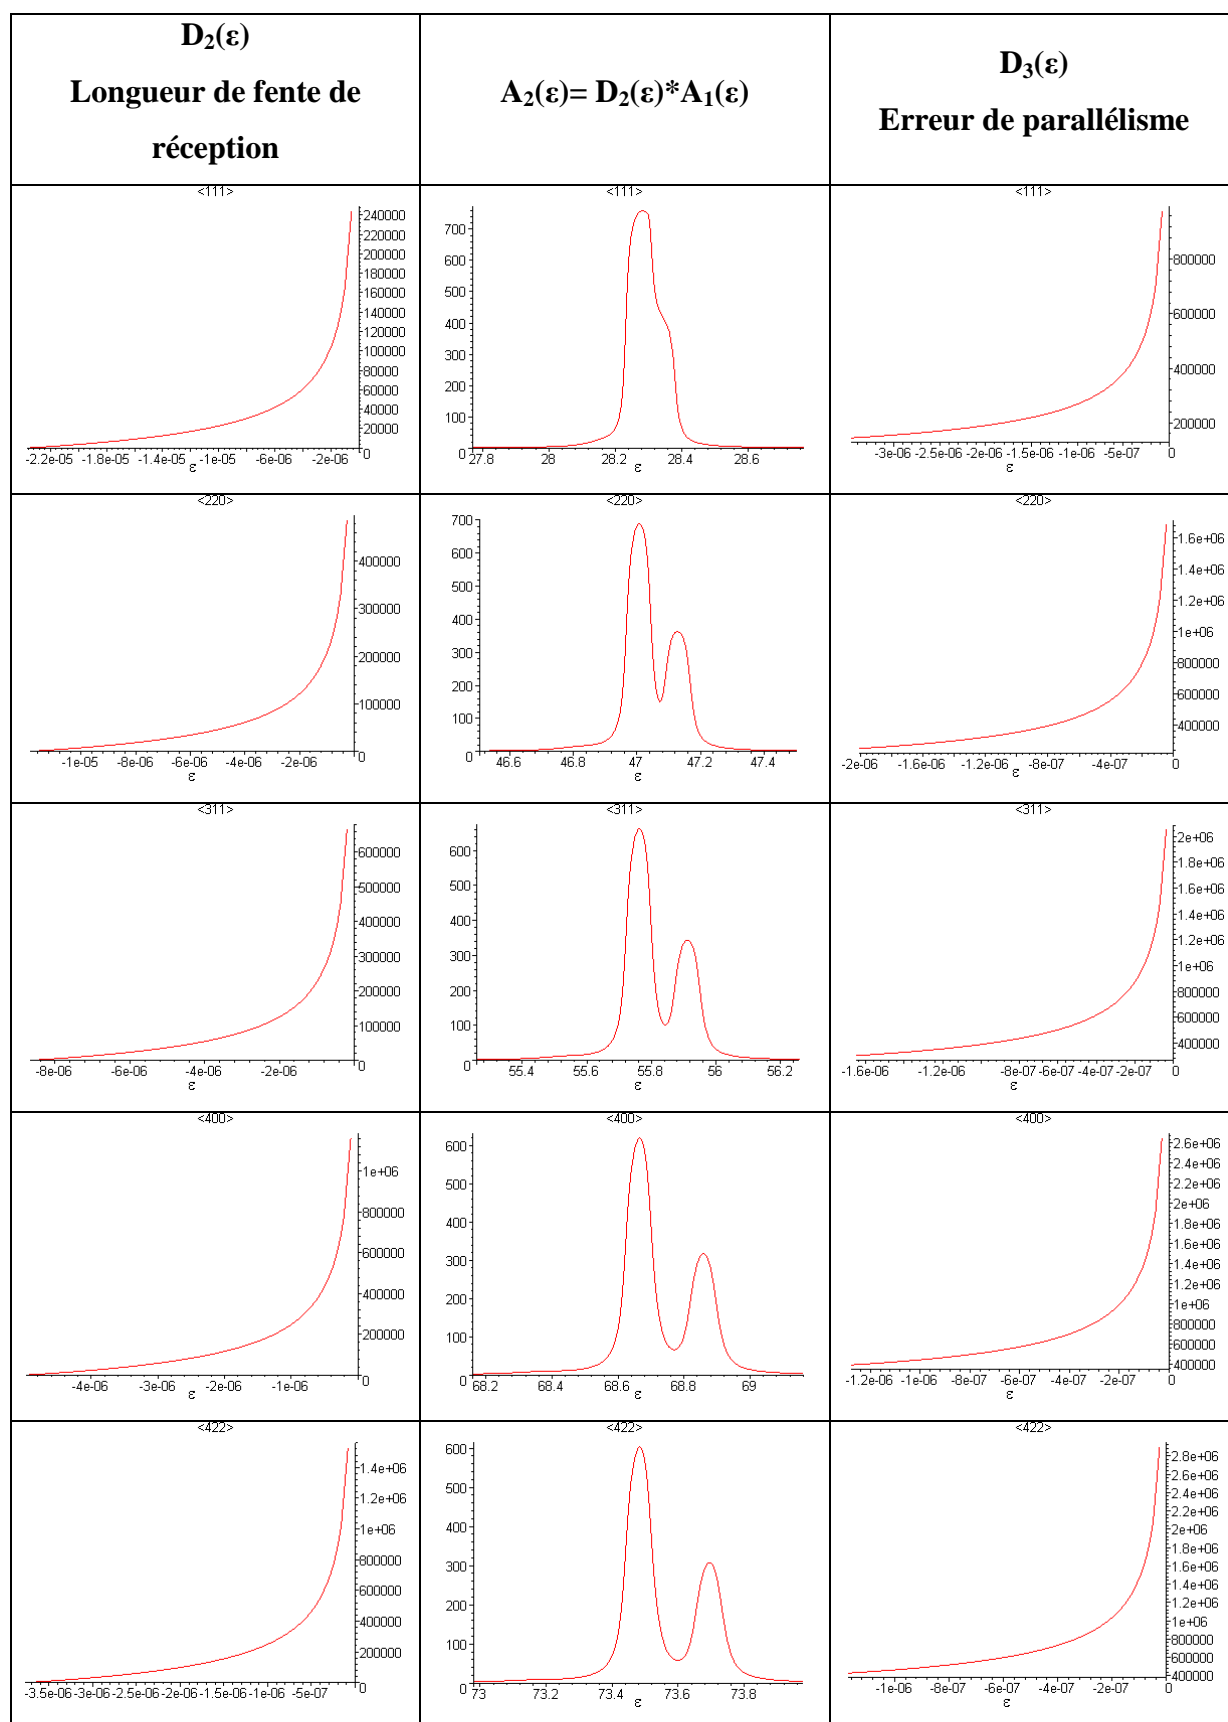 D₂(ε)
Longueur de fente de
réception
A₂(ε)= D₂(ε)*A₁(ε)
D₃(ε)
Erreur de parallélisme
<111>
240000
220000
200000
180000
160000
140000
120000
100000
80000
60000
40000
20000
0
-2.2e-05 -1.8e-05 -1.4e-05 -1e-05 -6e-06 -2e-06
ε
<111>
700
600
500
400
300
200
100
27.8 28 28.2 28.4 28.6
ε
<111>
800000
600000
400000
200000
-3e-06 -2.5e-06 -2e-06 -1.5e-06 -1e-06 -5e-07 0
ε
<220>
400000
300000
200000
100000
0
-1e-05 -8e-06 -6e-06 -4e-06 -2e-06
ε
<220>
700
600
500
400
300
200
100
0
46.6 46.8 47 47.2 47.4
ε
<220>
1.6e+06
1.4e+06
1.2e+06
1e+06
800000
600000
400000
-2e-06 -1.6e-06 -1.2e-06 -8e-07 -4e-07 0
ε
<311>
600000
500000
400000
300000
200000
100000
0
-8e-06 -6e-06 -4e-06 -2e-06
ε
<311>
600
500
400
300
200
100
0
55.4 55.6 55.8 56 56.2
ε
<311>
2e+06
1.8e+06
1.6e+06
1.4e+06
1.2e+06
1e+06
800000
600000
400000
-1.6e-06 -1.2e-06 -8e-07 -6e-07 -4e-07 -2e-07 0
ε
<400>
1e+06
800000
600000
400000
200000
0
-4e-06 -3e-06 -2e-06 -1e-06
ε
<400>
600
500
400
300
200
100
0
68.2 68.4 68.6 68.8 69
ε
<400>
2.6e+06
2.4e+06
2.2e+06
2e+06
1.8e+06
1.6e+06
1.4e+06
1.2e+06
1e+06
800000
600000
400000
-1.2e-06 -1e-06 -8e-07 -6e-07 -4e-07 -2e-07 0
ε
<422>
1.4e+06
1.2e+06
1e+06
800000
600000
400000
200000
0
-3.5e-06 -3e-06 -2.5e-06 -2e-06 -1.5e-06 -1e-06 -5e-07
ε
<422>
600
500
400
300
200
100
0
73 73.2 73.4 73.6 73.8
ε
<422>
2.8e+06
2.6e+06
2.4e+06
2.2e+06
2e+06
1.8e+06
1.6e+06
1.4e+06
1.2e+06
1e+06
800000
600000
400000
-1e-06 -8e-07 -6e-07 -4e-07 -2e-07 0
ε